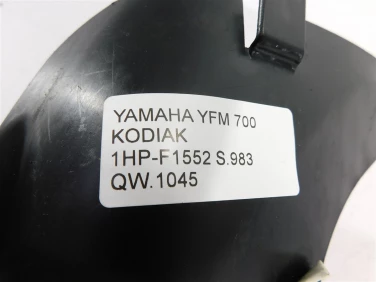 YAMAHA YFM 700
KODIAK
1HP-F1552 S.983
QW.1045